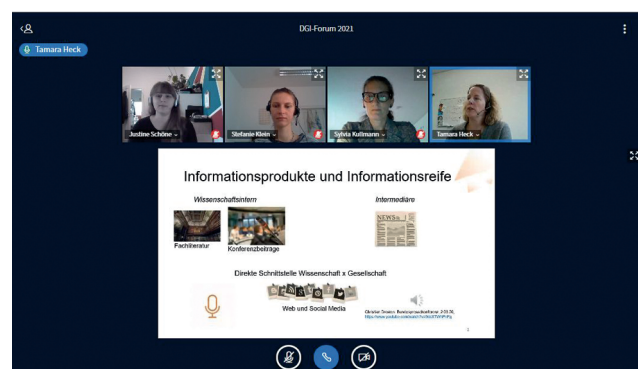 DGI-Forum 2021
Tamara Heck
Justine Schöne
Stefanie Klein
Sylvia Kullmann
Tamara Heck
Informationsprodukte und Informationsreife
Wissenschaftsintern
Intermediäre
NEWS
Fachliteratur
Konferenzbeiträge
Direkte Schnittstelle Wissenschaft x Gesellschaft
Web und Social Media